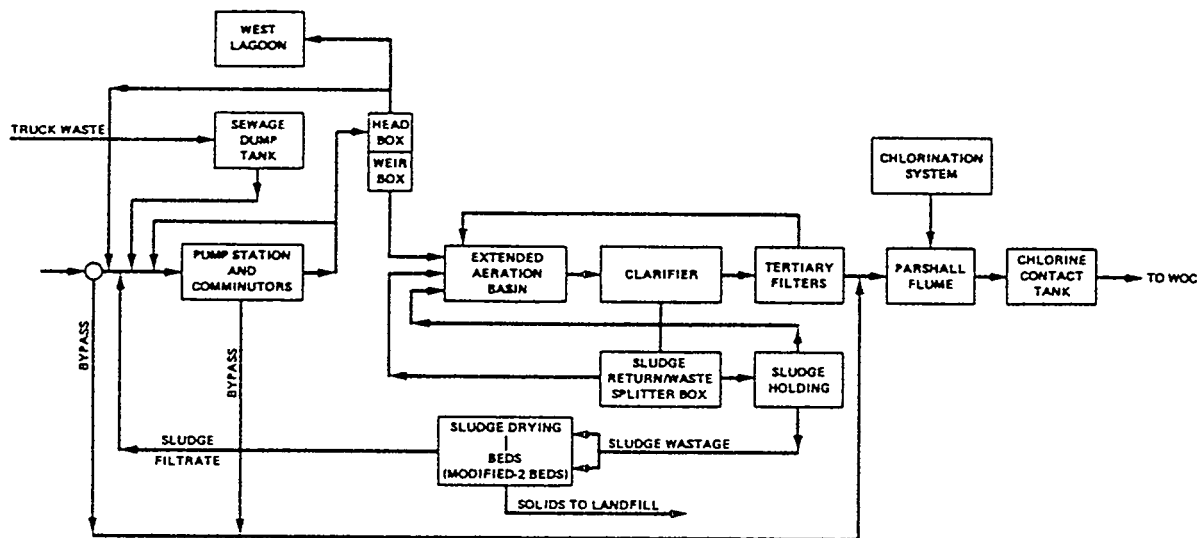 WEST
LAGOON
TRUCK WASTE
SEWAGE
DUMP
TANK
HEAD
BOX
WEIR
BOX
CHLORINATION
SYSTEM
PUMP STATION
AND
COMMINUTORS
EXTENDED
AERATION
BASIN
CLARIFIER
TERTIARY
FILTERS
PARSHALL
FLUME
CHLORINE
CONTACT
TANK
TO WOC
BYPASS
BYPASS
SLUDGE
RETURN/WASTE
SPLITTER BOX
SLUDGE
HOLDING
SLUDGE
FILTRATE
SLUDGE DRYING
BEDS
(MODIFIED-2 BEDS)
SLUDGE WASTAGE
SOLIDS TO LANDFILL